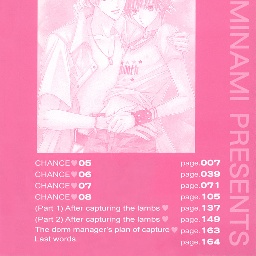 MINAMI PRESENTS
CHANCE♥05 page.007
CHANCE♥06 page.039
CHANCE♥07 page.071
CHANCE♥08 page.105
(Part 1) After capturing the lambs♥ page.137
(Part 2) After capturing the lambs♥ page.149
The dorm manager's plan of capture♥ page.163
Last words page.164